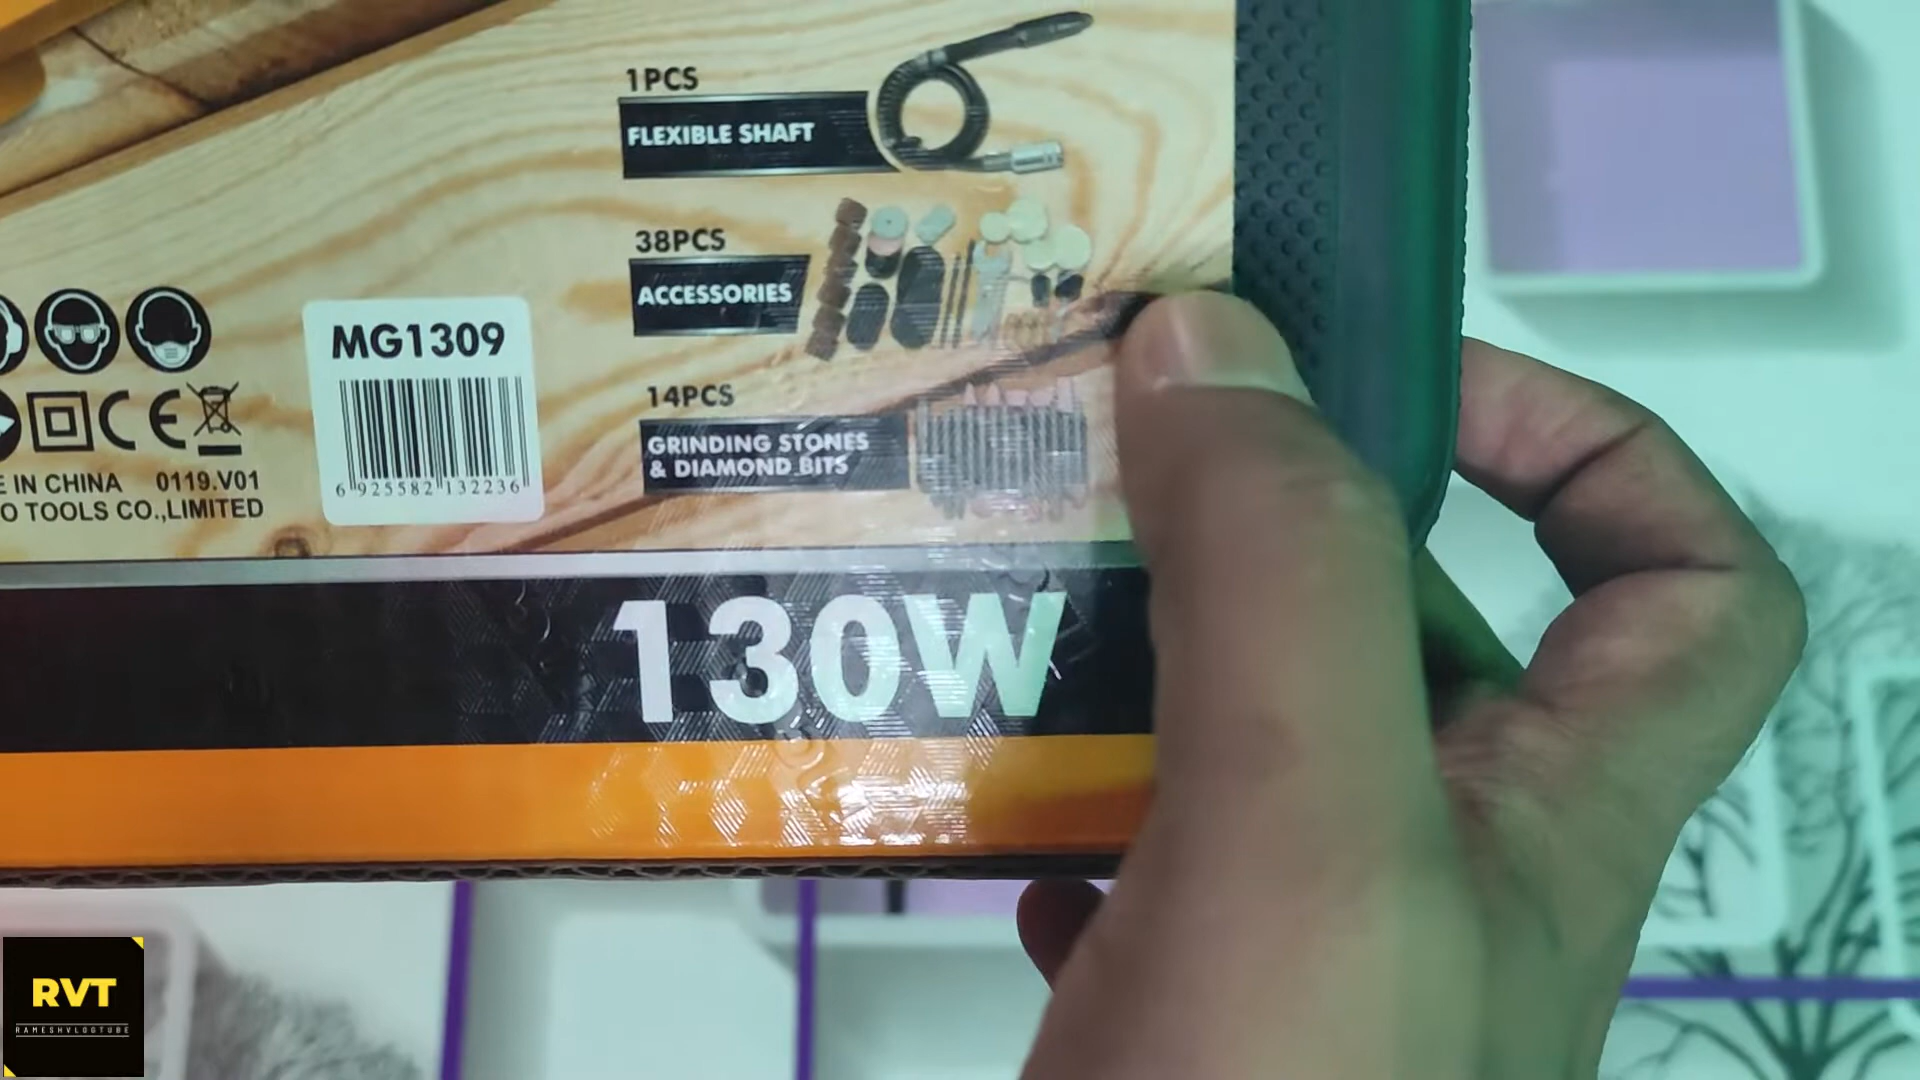 1PCS
FLEXIBLE SHAFT
38PCS
ACCESSORIES
14PCS
GRINDING STONES
& DIAMOND BITS
MG1309
6 925582 132236
CE
E IN CHINA 0119.V01
O TOOLS CO.,LIMITED
130W
RVT
RAMESHVLOGTUBE